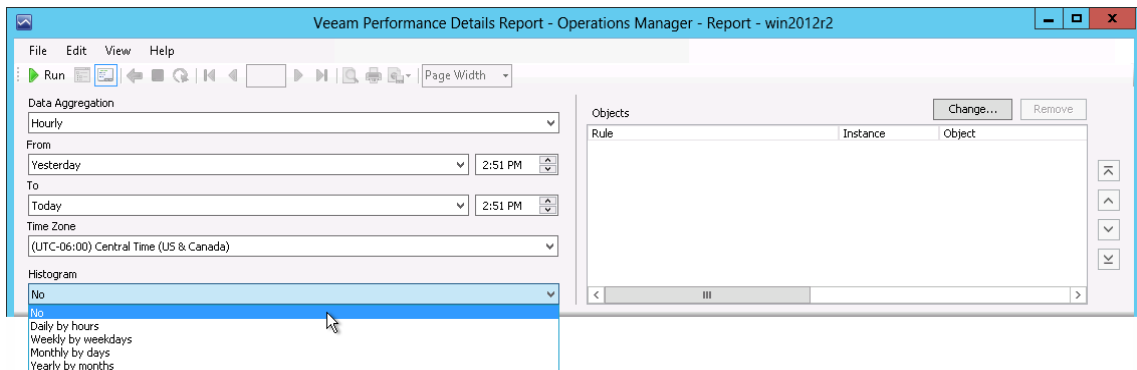 Veeam Performance Details Report - Operations Manager - Report - win2012r2
File Edit View Help
Run Page Width
Data Aggregation
Hourly
From
Yesterday 2:51 PM
To
Today 2:51 PM
Time Zone
(UTC-06:00) Central Time (US & Canada)
Histogram
No
No
Daily by hours
Weekly by weekdays
Monthly by days
Yearly by months
Objects Change... Remove
Rule Instance Object